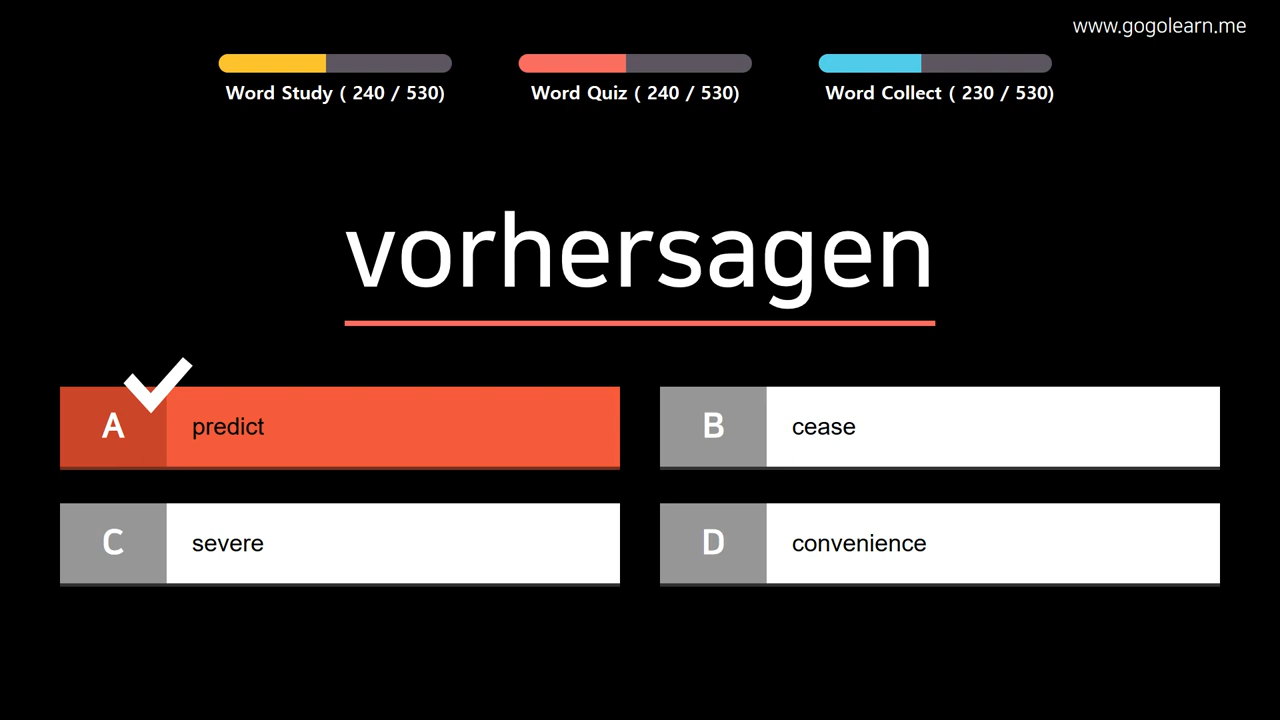 www.gogolearn.me
Word Study ( 240 / 530)
Word Quiz ( 240 / 530)
Word Collect ( 230 / 530)
vorhersagen
A predict
B cease
C severe
D convenience